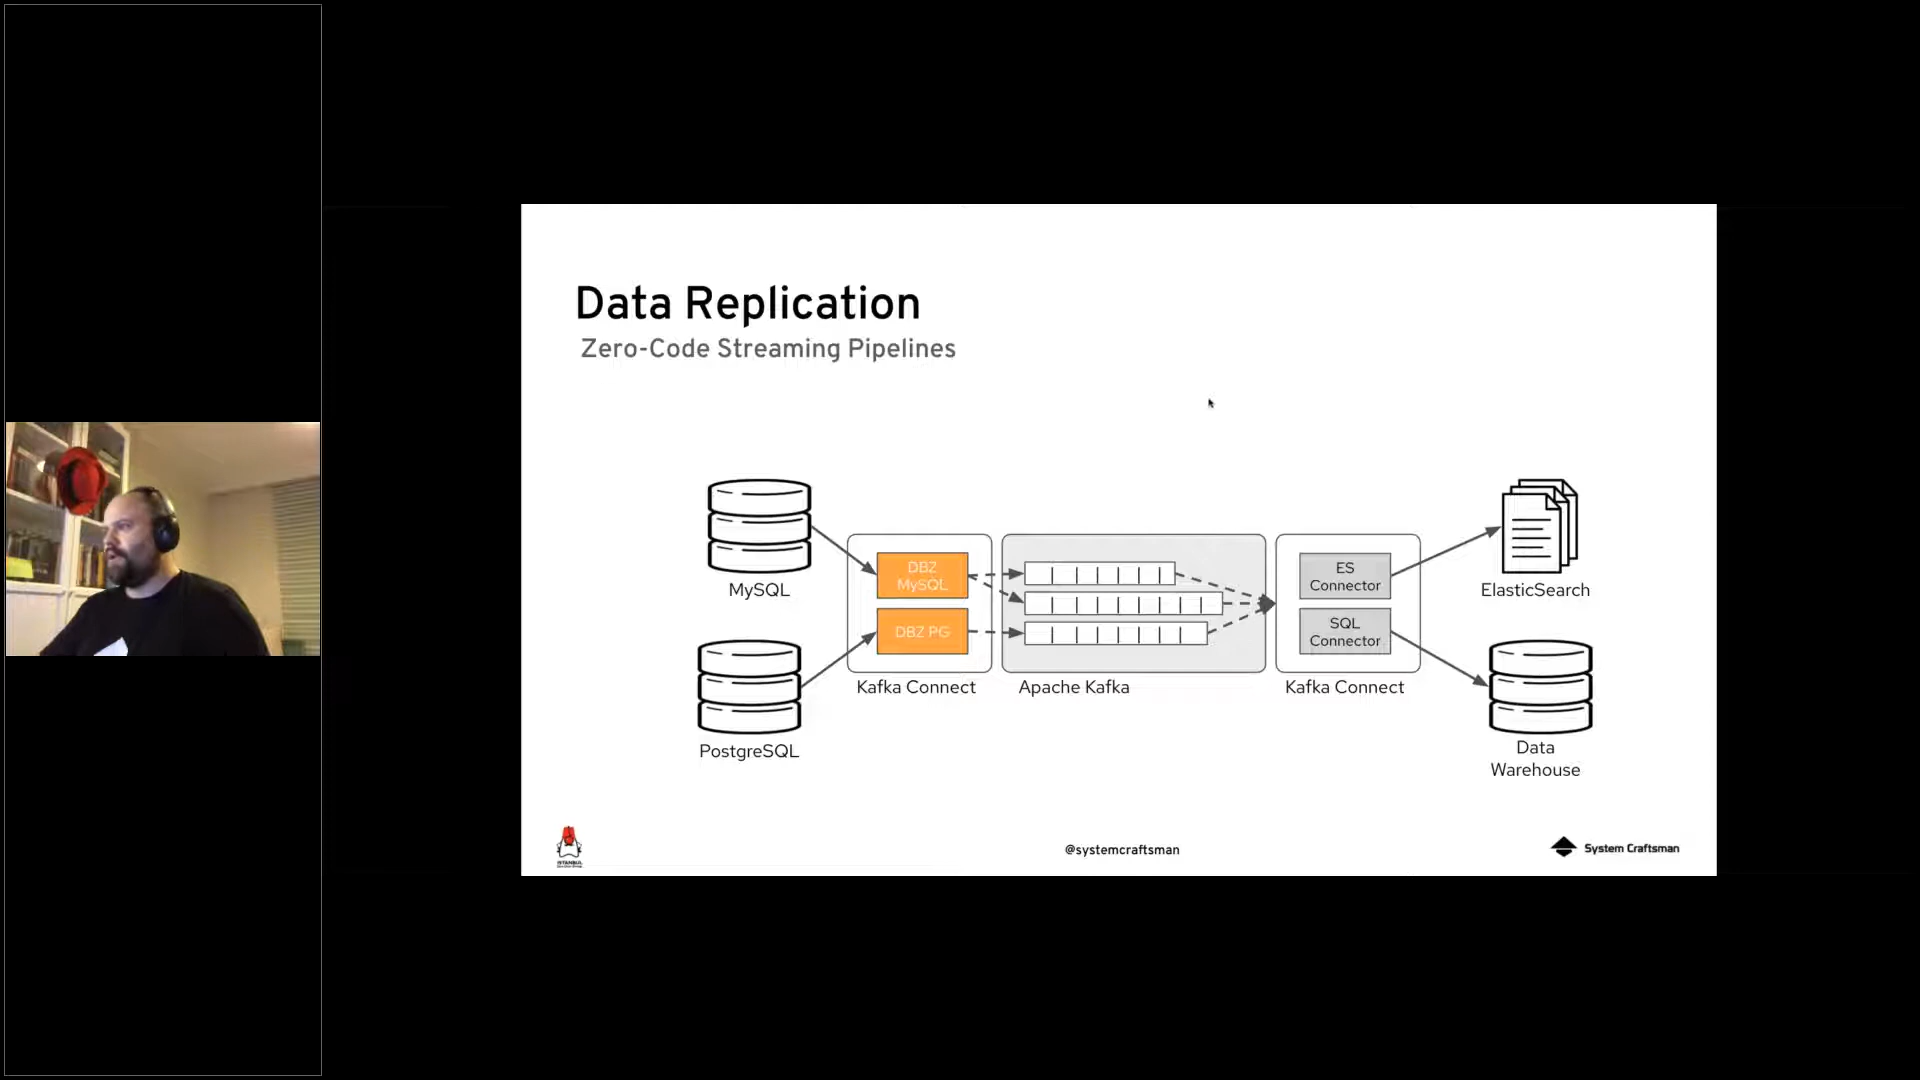 Data Replication
Zero-Code Streaming Pipelines
MySQL
PostgreSQL
DBZ
MySQL
DBZ PG
Kafka Connect
Apache Kafka
ES
Connector
SQL
Connector
Kafka Connect
ElasticSearch
Data
Warehouse
ISTANBUL
@systemcraftsman
System Craftsman